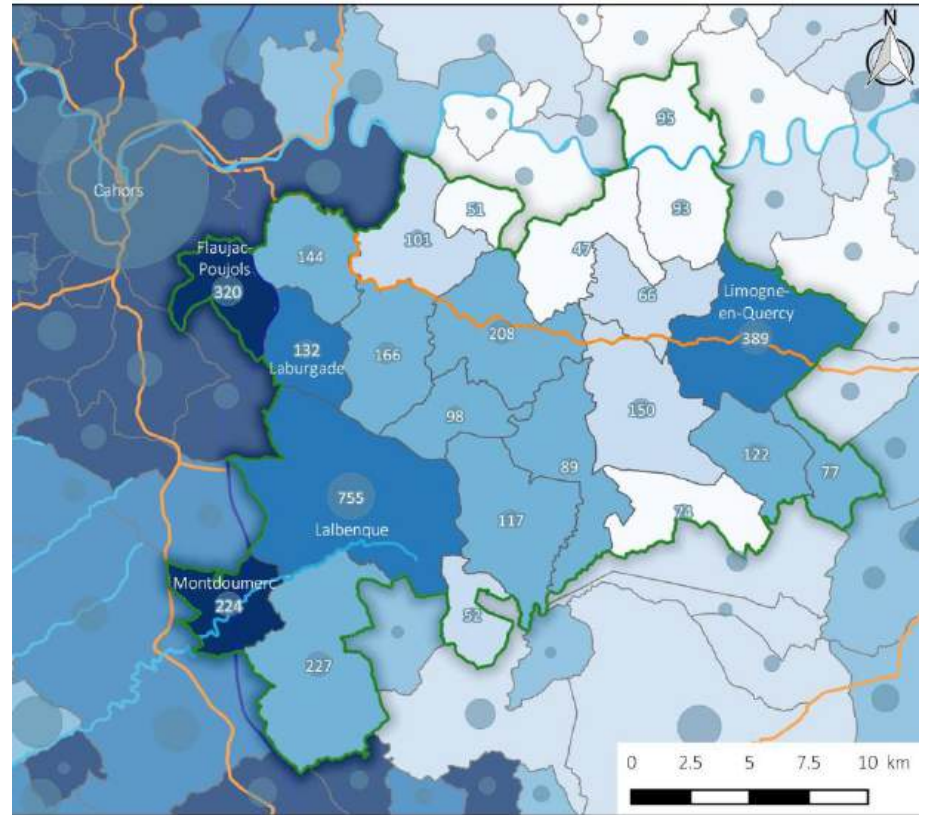 N
95
Cahors
51
93
101
47
Flaujac-
Poujols
320
144
66
Limogne-
en-Quercy
389
208
132
Laburgade
166
98
150
89
122
77
755
Lalbenque
117
74
Montdoumerc
224
52
227
0 2.5 5 7.5 10 km